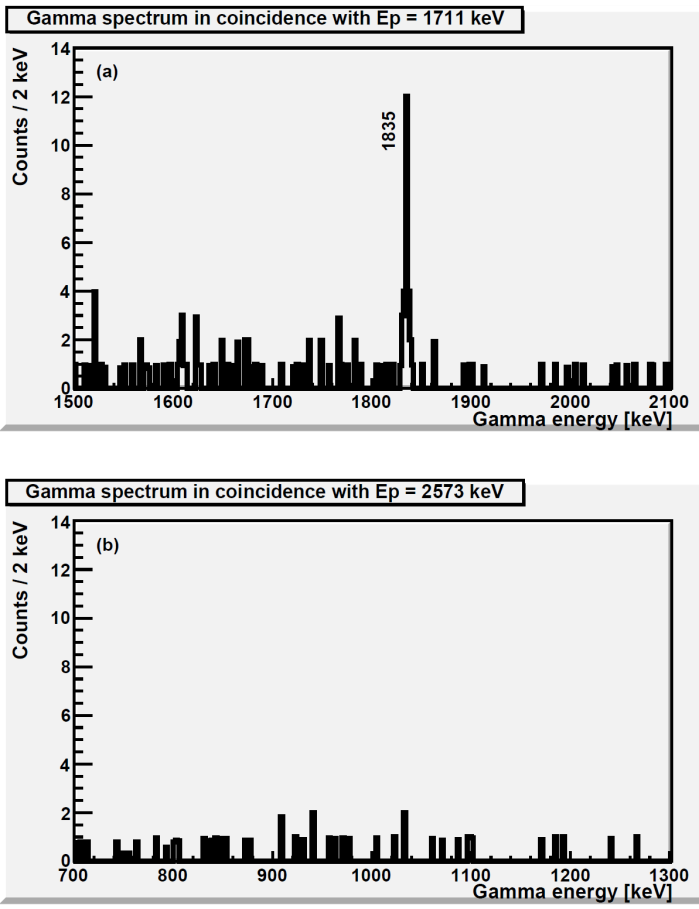 Gamma spectrum in coincidence with Ep = 1711 keV
Counts / 2 keV
14
(a)
12
1835
10
8
6
4
2
0
1500 1600 1700 1800 1900 2000 2100
Gamma energy [keV]
Gamma spectrum in coincidence with Ep = 2573 keV
Counts / 2 keV
14
(b)
12
10
8
6
4
2
0
700 800 900 1000 1100 1200 1300
Gamma energy [keV]